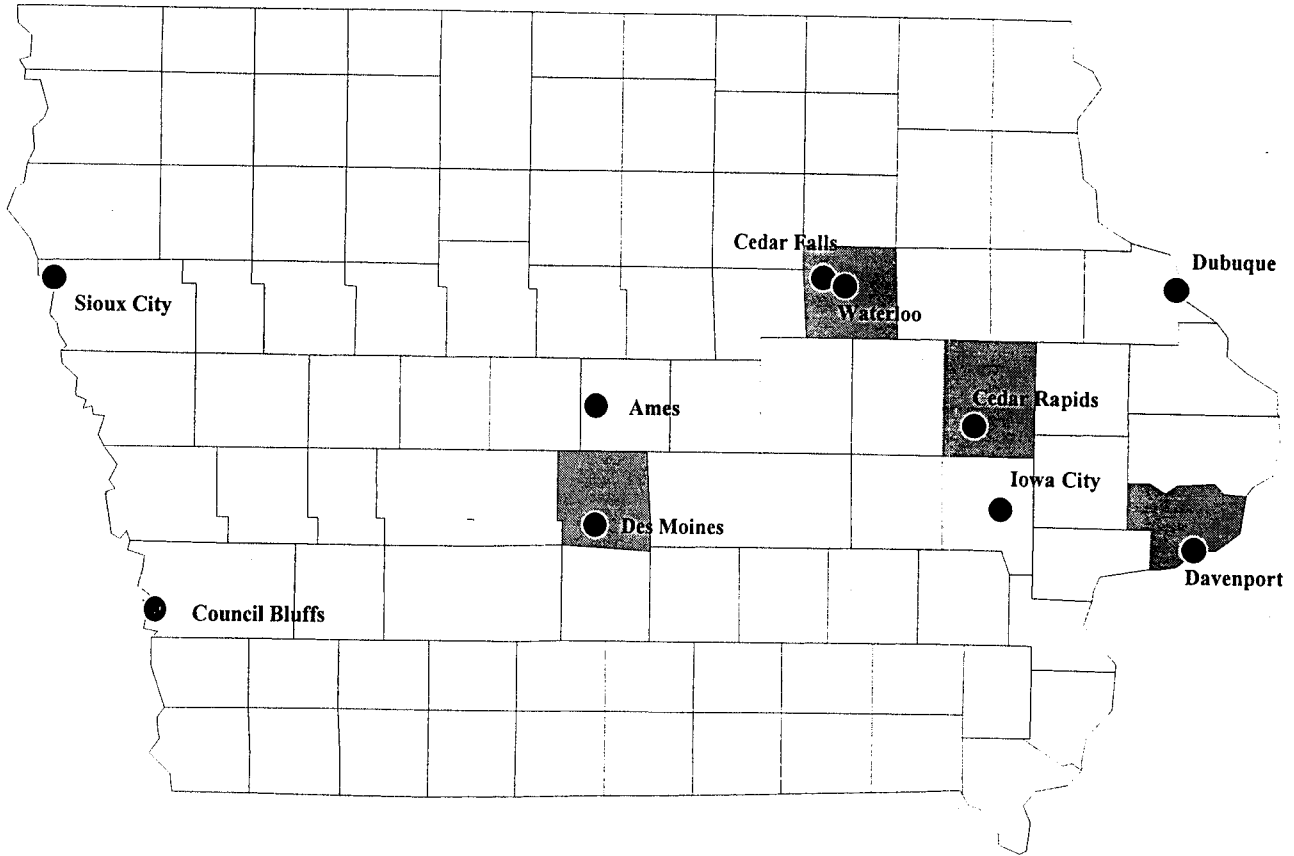 Cedar Falls
Dubuque
Sioux City
Waterloo
Cedar Rapids
Ames
Iowa City
Des Moines
Davenport
Council Bluffs